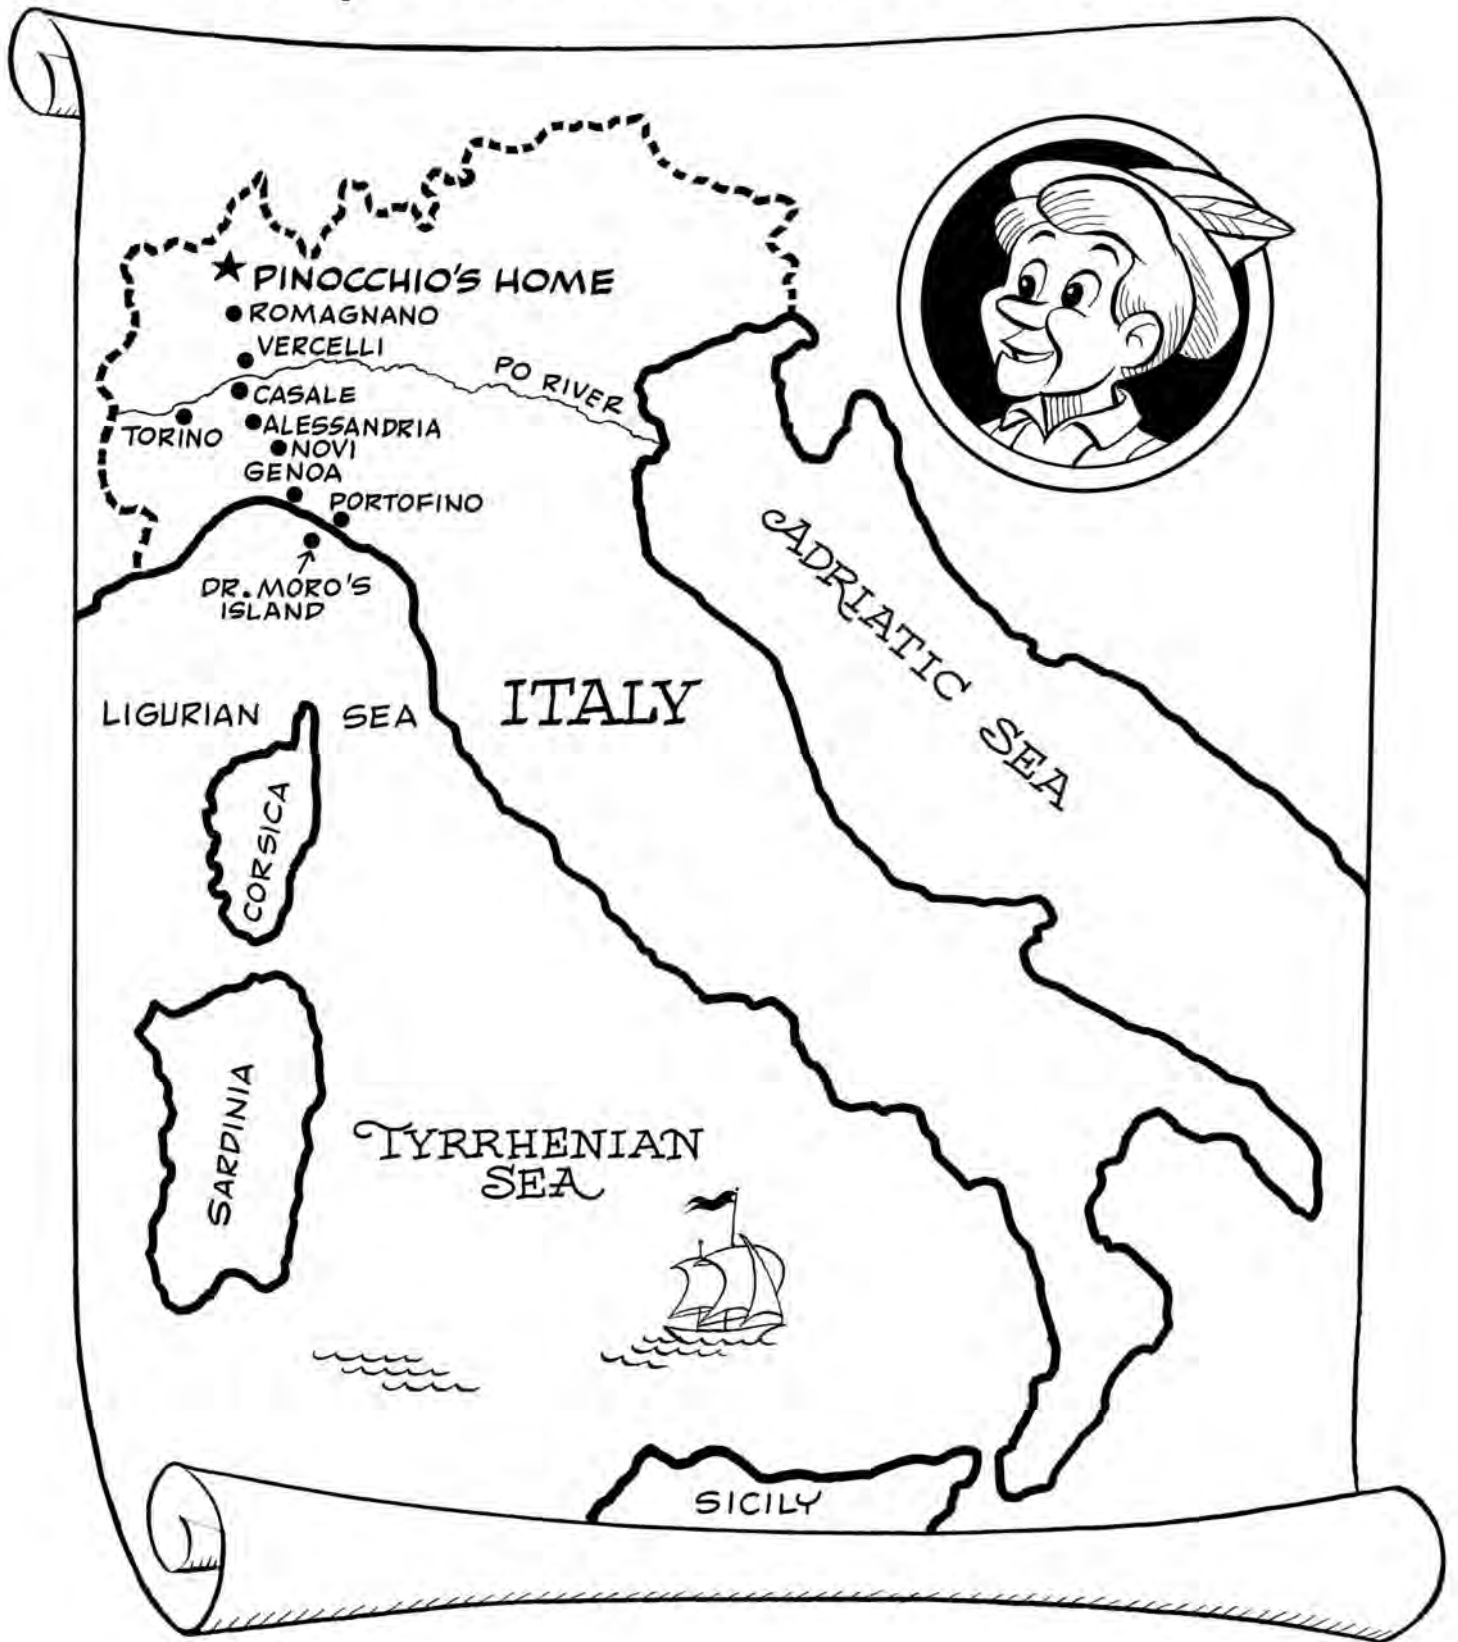 PINOCCHIO'S HOME
ROMAGNANO
VERCELLI
PO RIVER
CASALE
TORINO
ALESSANDRIA
NOVI
GENOA
PORTOFINO
DR. MORO'S
ISLAND
ADRIATIC SEA
ITALY
LIGURIAN SEA
CORSICA
SARDINIA
TYRRHENIAN
SEA
SICILY